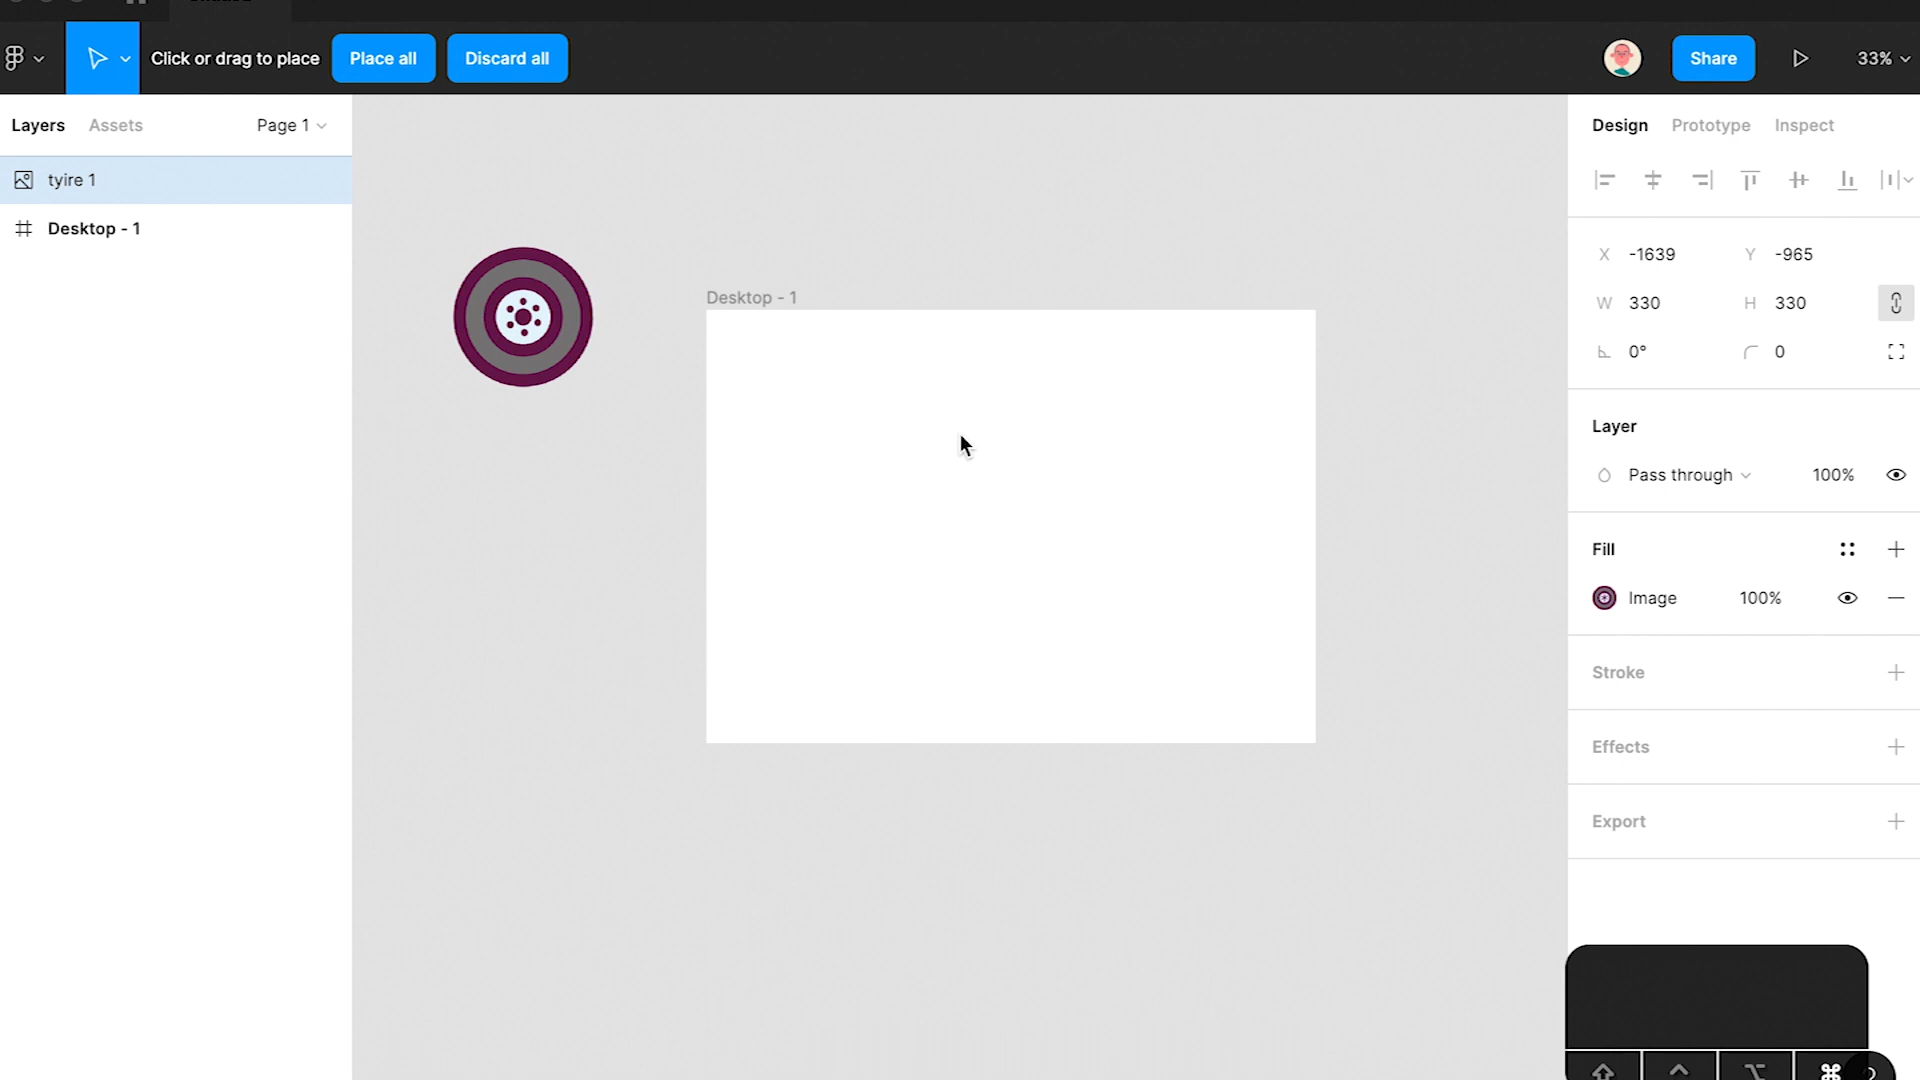 Click or drag to place
Place all
Discard all
Share
33%
Layers
Assets
Page 1
tyire 1
Desktop - 1
Desktop - 1
Design
Prototype
Inspect
X -1639
Y -965
W 330
H 330
0°
0
Layer
Pass through
100%
Fill
Image
100%
Stroke
Effects
Export